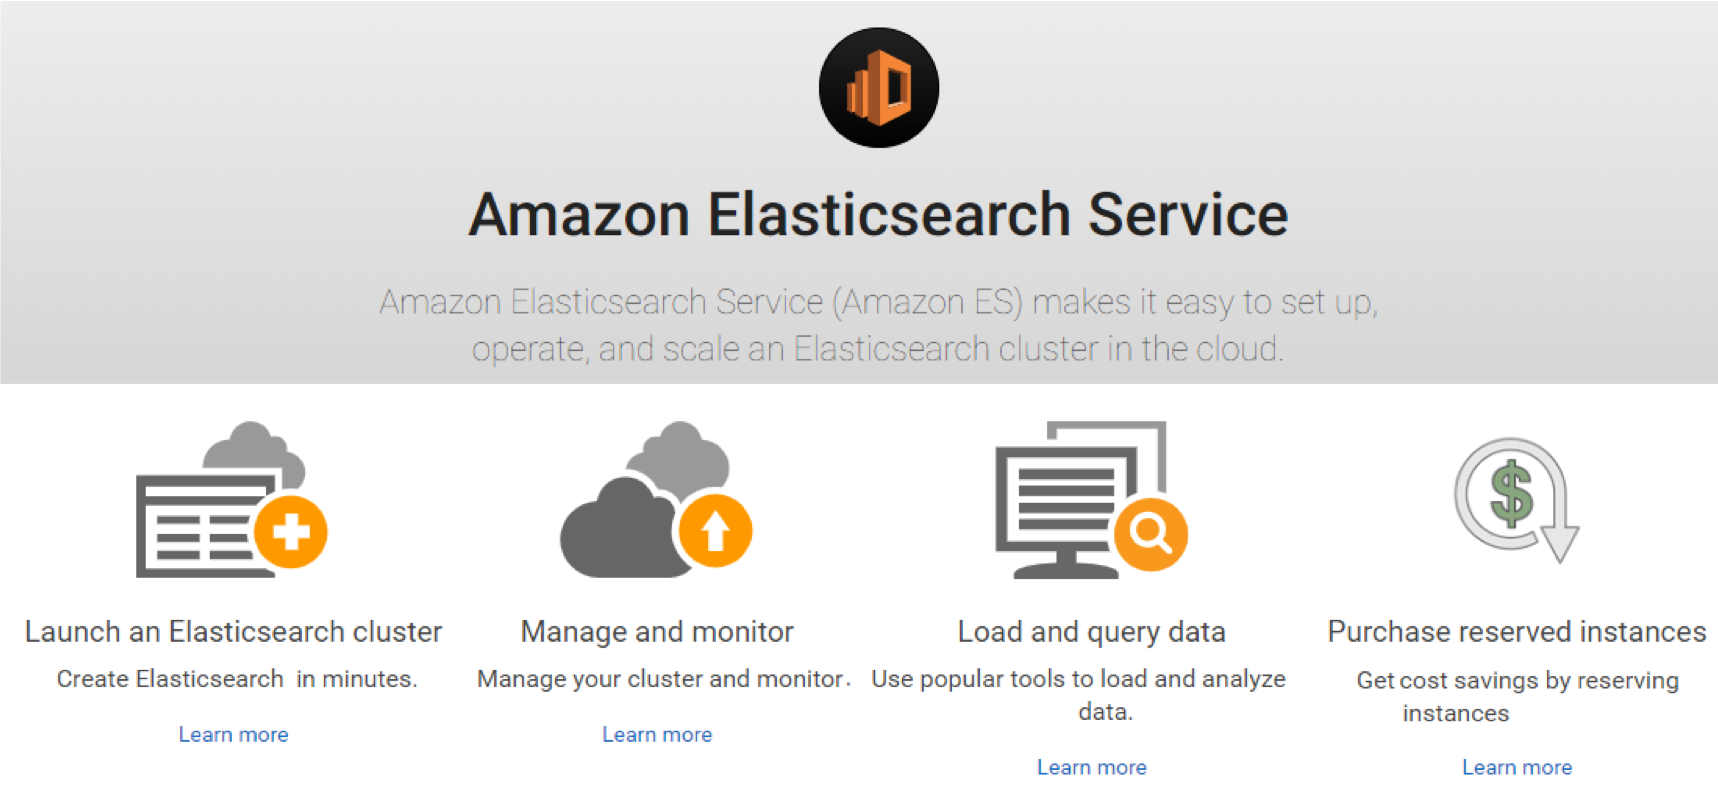 Amazon Elasticsearch Service
Amazon Elasticsearch Service (Amazon ES) makes it easy to set up,
operate, and scale an Elasticsearch cluster in the cloud.
Launch an Elasticsearch cluster
Create Elasticsearch in minutes.
Learn more
Manage and monitor
Manage your cluster and monitor.
Learn more
Load and query data
Use popular tools to load and analyze
data.
Learn more
$
Purchase reserved instances
Get cost savings by reserving
instances
Learn more